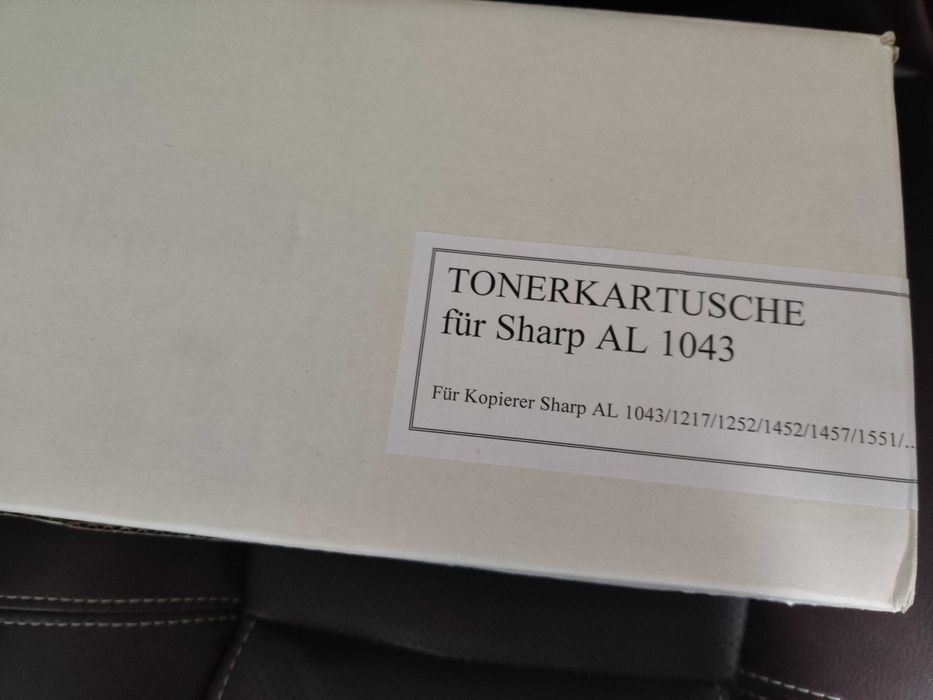 TONERKARTUSCHE
für Sharp AL 1043
Für Kopierer Sharp AL 1043/1217/1252/1452/1457/1551/...